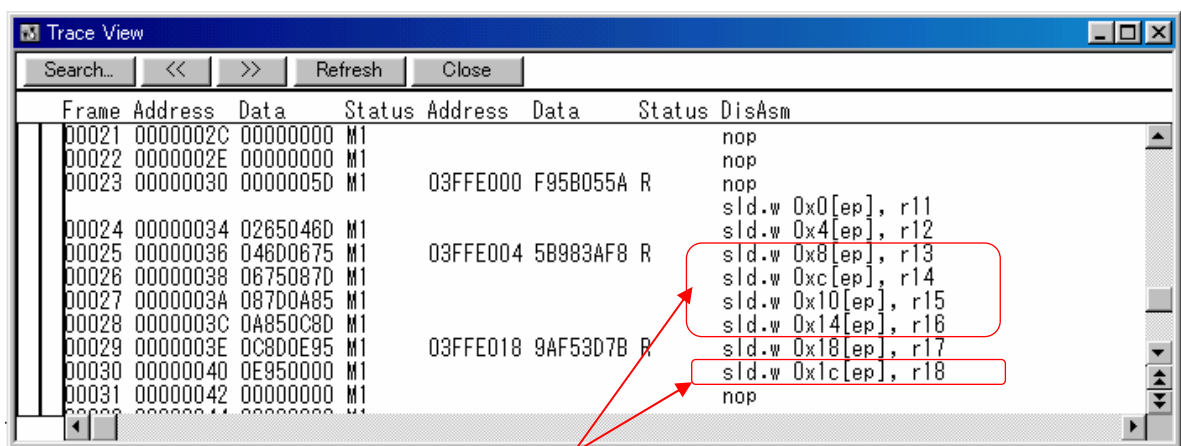 Trace View
Search... << >> Refresh Close
Frame Address Data Status Address Data Status DisAsm
00021 0000002C 00000000 M1 nop
00022 0000002E 00000000 M1 nop
00023 00000030 0000005D M1 03FFE000 F95B055A R nop
sld.w 0x0[ep], r11
00024 00000034 0265046D M1 sld.w 0x4[ep], r12
00025 00000036 046D0675 M1 03FFE004 5B983AF8 R sld.w 0x8[ep], r13
00026 00000038 0675087D M1 sld.w 0xc[ep], r14
00027 0000003A 087D0A85 M1 sld.w 0x10[ep], r15
00028 0000003C 0A850C8D M1 sld.w 0x14[ep], r16
00029 0000003E 0C8D0E95 M1 03FFE018 9AF53D7B R sld.w 0x18[ep], r17
00030 00000040 0E950000 M1 sld.w 0x1c[ep], r18
00031 00000042 00000000 M1 nop